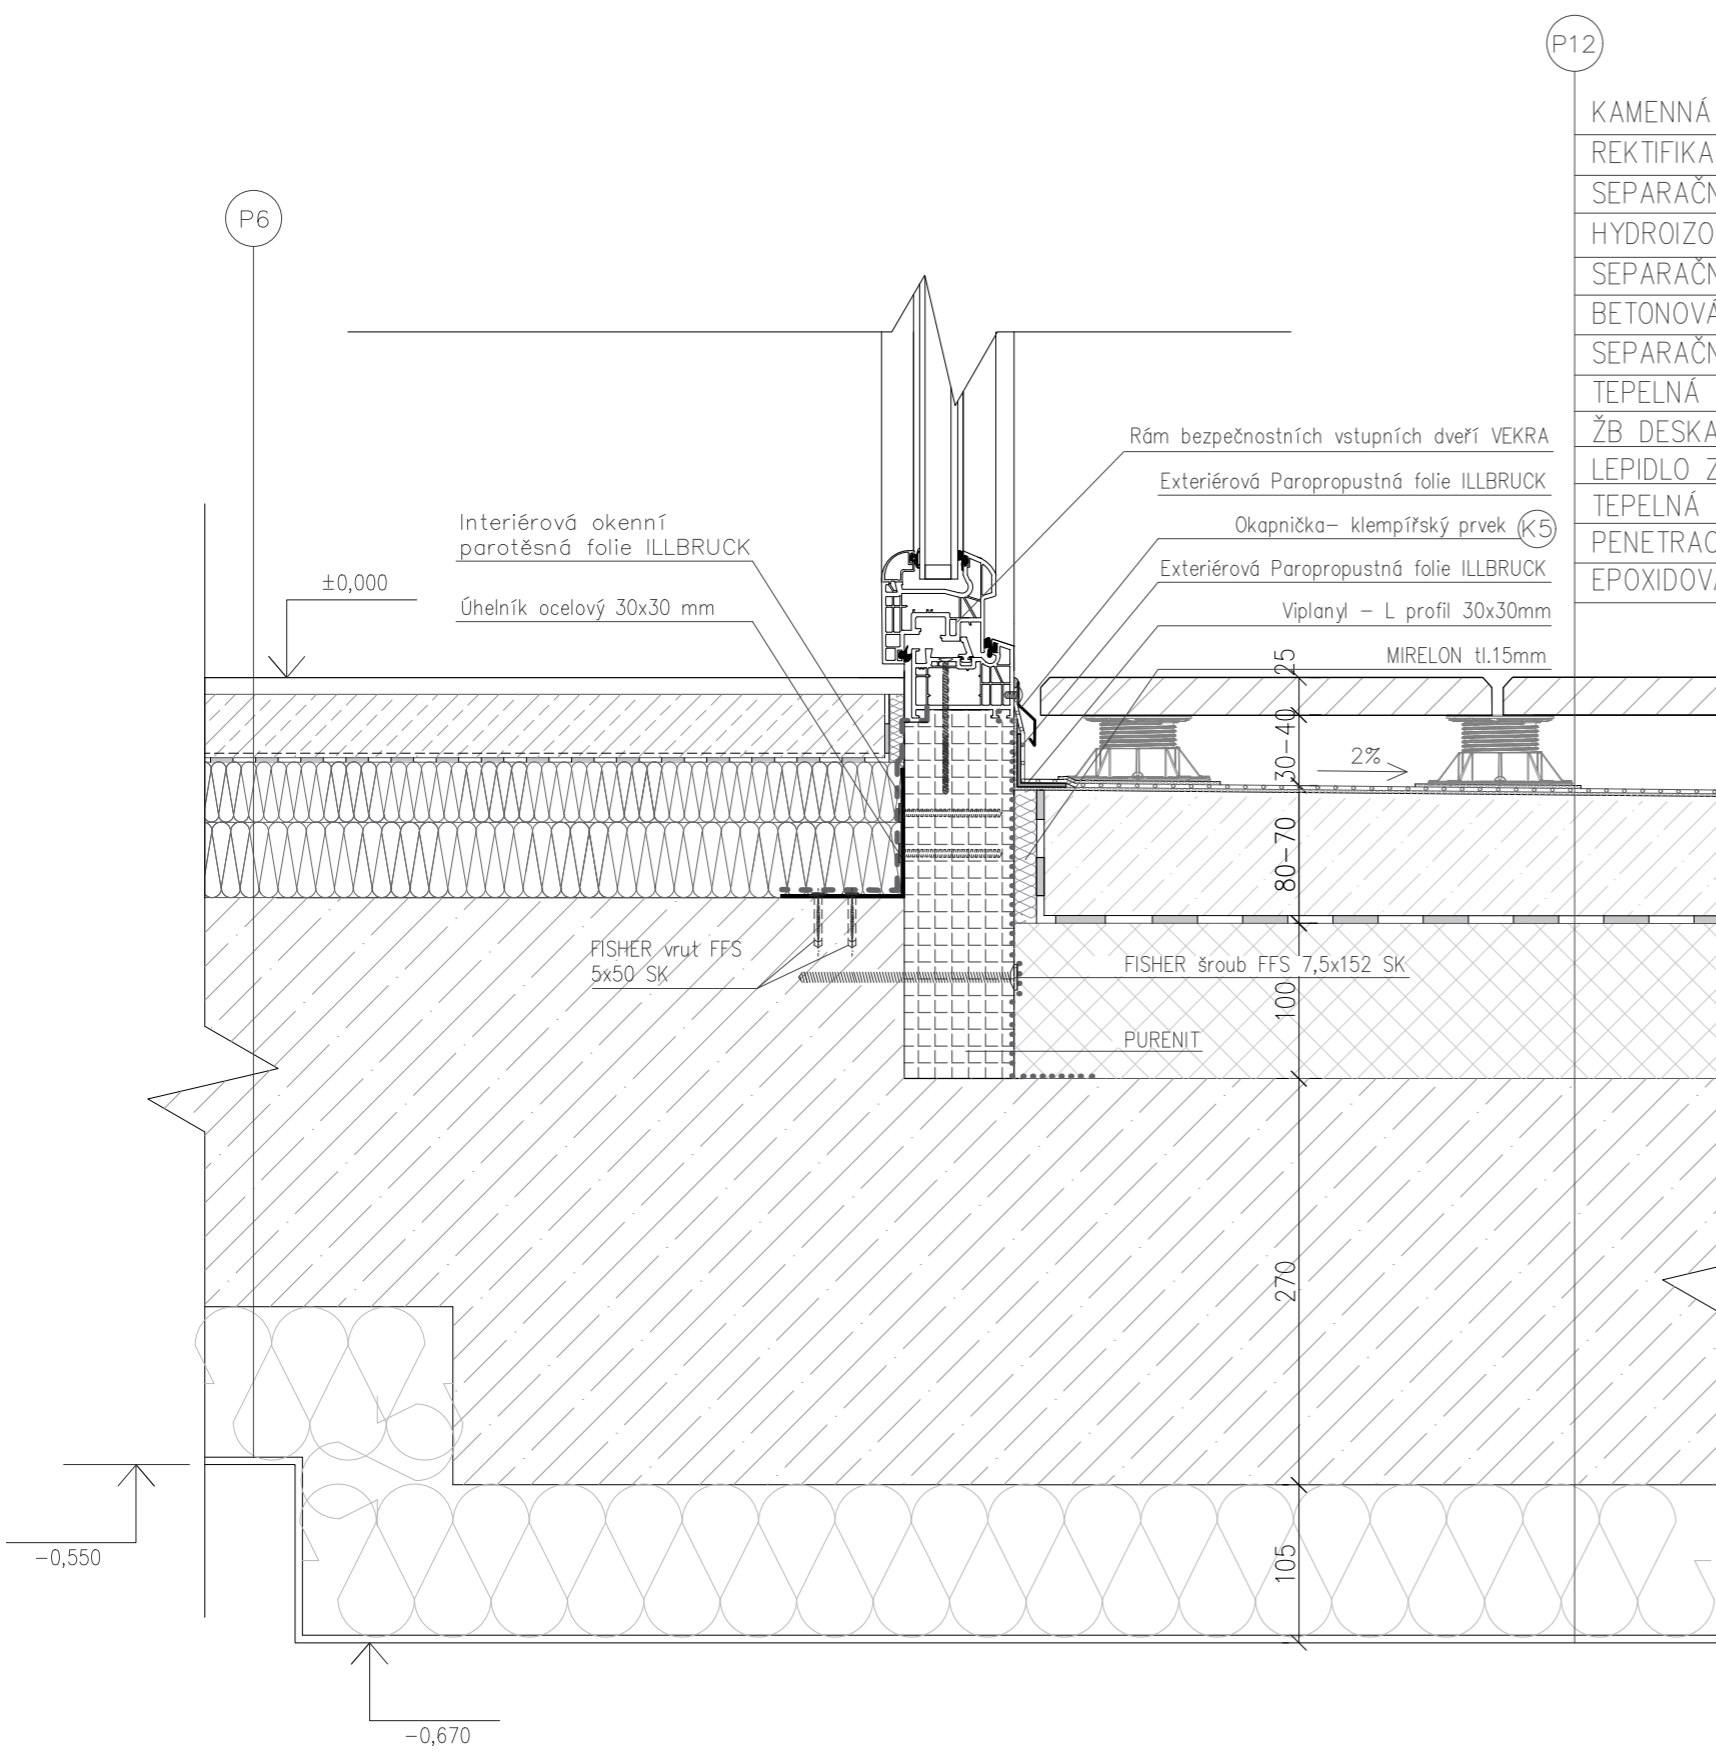 P12
KAMENNÁ
REKTIFIKA
SEPARAČN
HYDROIZO
SEPARAČN
BETONOVÁ
SEPARAČN
TEPELNÁ
ŽB DESKA
LEPIDLO Z
TEPELNÁ
PENETRAC
EPOXIDOVÁ
P6
Rám bezpečnostních vstupních dveří VEKRA
Exteriérová Paropropustná folie ILLBRUCK
Okapnička– klempířský prvek K5
Exteriérová Paropropustná folie ILLBRUCK
Viplanyl – L profil 30x30mm
MIRELON tl.15mm
Interiérová okenní
parotěsná folie ILLBRUCK
Úhelník ocelový 30x30 mm
±0,000
25
30–40
2%
80–70
100
270
105
FISHER vrut FFS
5x50 SK
FISHER šroub FFS 7,5x152 SK
PURENIT
–0,550
–0,670